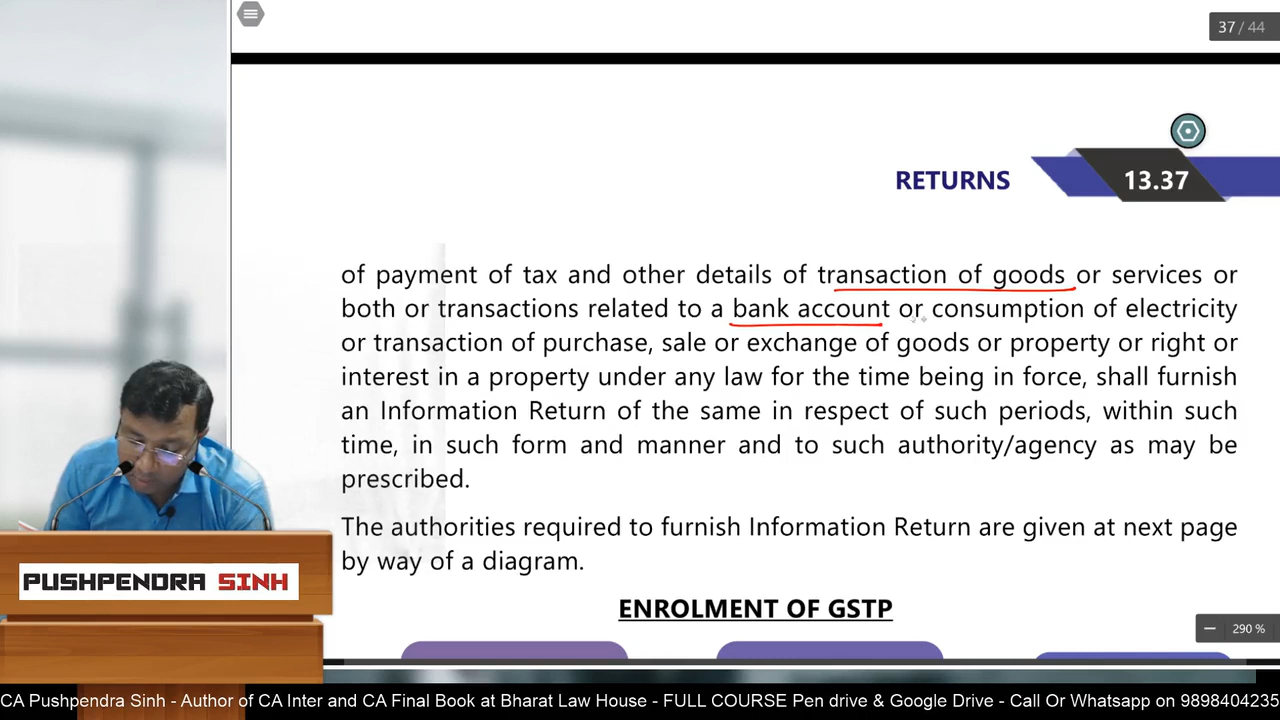 37 / 44
RETURNS
13.37
of payment of tax and other details of transaction of goods or services or
both or transactions related to a bank account or consumption of electricity
or transaction of purchase, sale or exchange of goods or property or right or
interest in a property under any law for the time being in force, shall furnish
an Information Return of the same in respect of such periods, within such
time, in such form and manner and to such authority/agency as may be
prescribed.
The authorities required to furnish Information Return are given at next page
by way of a diagram.
ENROLMENT OF GSTP
290 %
PUSHPENDRA SINH
CA Pushpendra Sinh - Author of CA Inter and CA Final Book at Bharat Law House - FULL COURSE Pen drive & Google Drive - Call Or Whatsapp on 9898404235